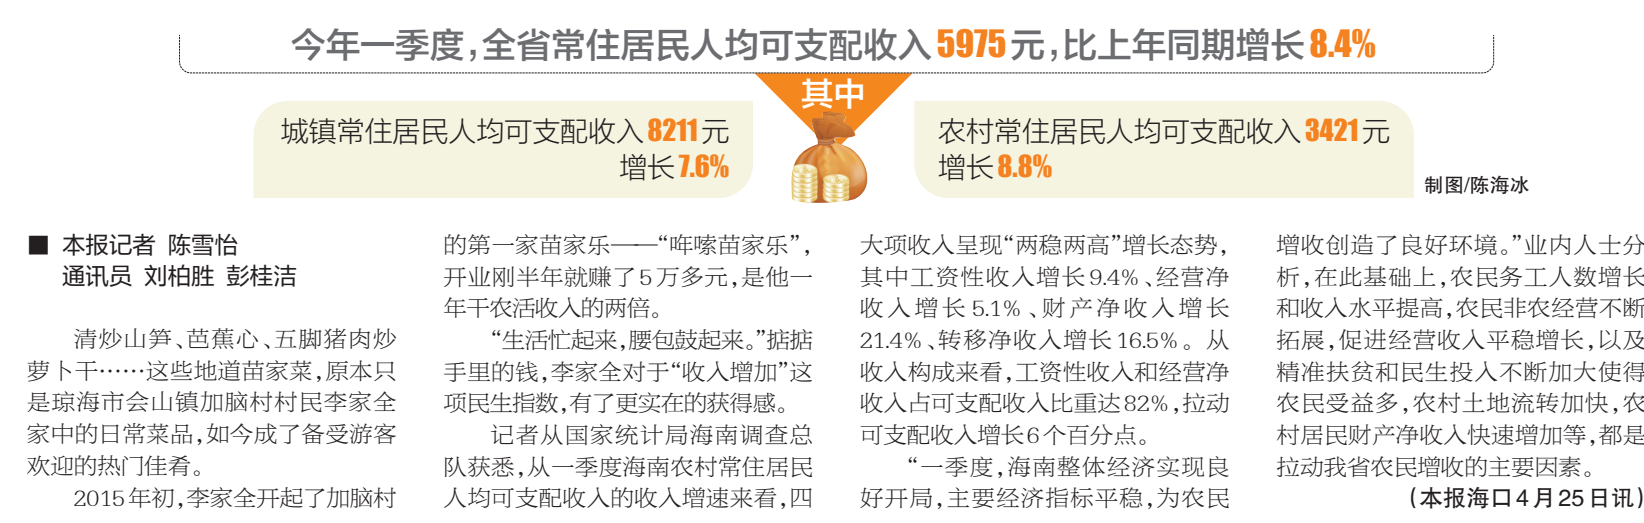 今年一季度,全省常住居民人均可支配收入5975元,比上年同期增长8.4%
其中
城镇常住居民人均可支配收入8211元
增长7.6%
农村常住居民人均可支配收入3421元
增长8.8%
制图/陈海冰
■ 本报记者 陈雪怡
通讯员 刘柏胜 彭桂洁
清炒山笋、芭蕉心、五脚猪肉炒
萝卜干……这些地道苗家菜,原本只
是琼海市会山镇加脑村村民李家全
家中的日常菜品,如今成了备受游客
欢迎的热门佳肴。
2015年初,李家全开起了加脑村
的第一家苗家乐——“哖嗦苗家乐”,
开业刚半年就赚了5万多元,是他一
年干农活收入的两倍。
“生活忙起来,腰包鼓起来。”掂掂
手里的钱,李家全对于“收入增加”这
项民生指数,有了更实在的获得感。
记者从国家统计局海南调查总
队获悉,从一季度海南农村常住居民
人均可支配收入的收入增速来看,四
大项收入呈现“两稳两高”增长态势,
其中工资性收入增长9.4%、经营净
收入增长5.1%、财产净收入增长
21.4%、转移净收入增长16.5%。从
收入构成来看,工资性收入和经营净
收入占可支配收入比重达82%,拉动
可支配收入增长6个百分点。
“一季度,海南整体经济实现良
好开局,主要经济指标平稳,为农民
增收创造了良好环境。”业内人士分
析,在此基础上,农民务工人数增长
和收入水平提高,农民非农经营不断
拓展,促进经营收入平稳增长,以及
精准扶贫和民生投入不断加大使得
农民受益多,农村土地流转加快,农
村居民财产净收入快速增加等,都是
拉动我省农民增收的主要因素。
(本报海口4月25日讯)